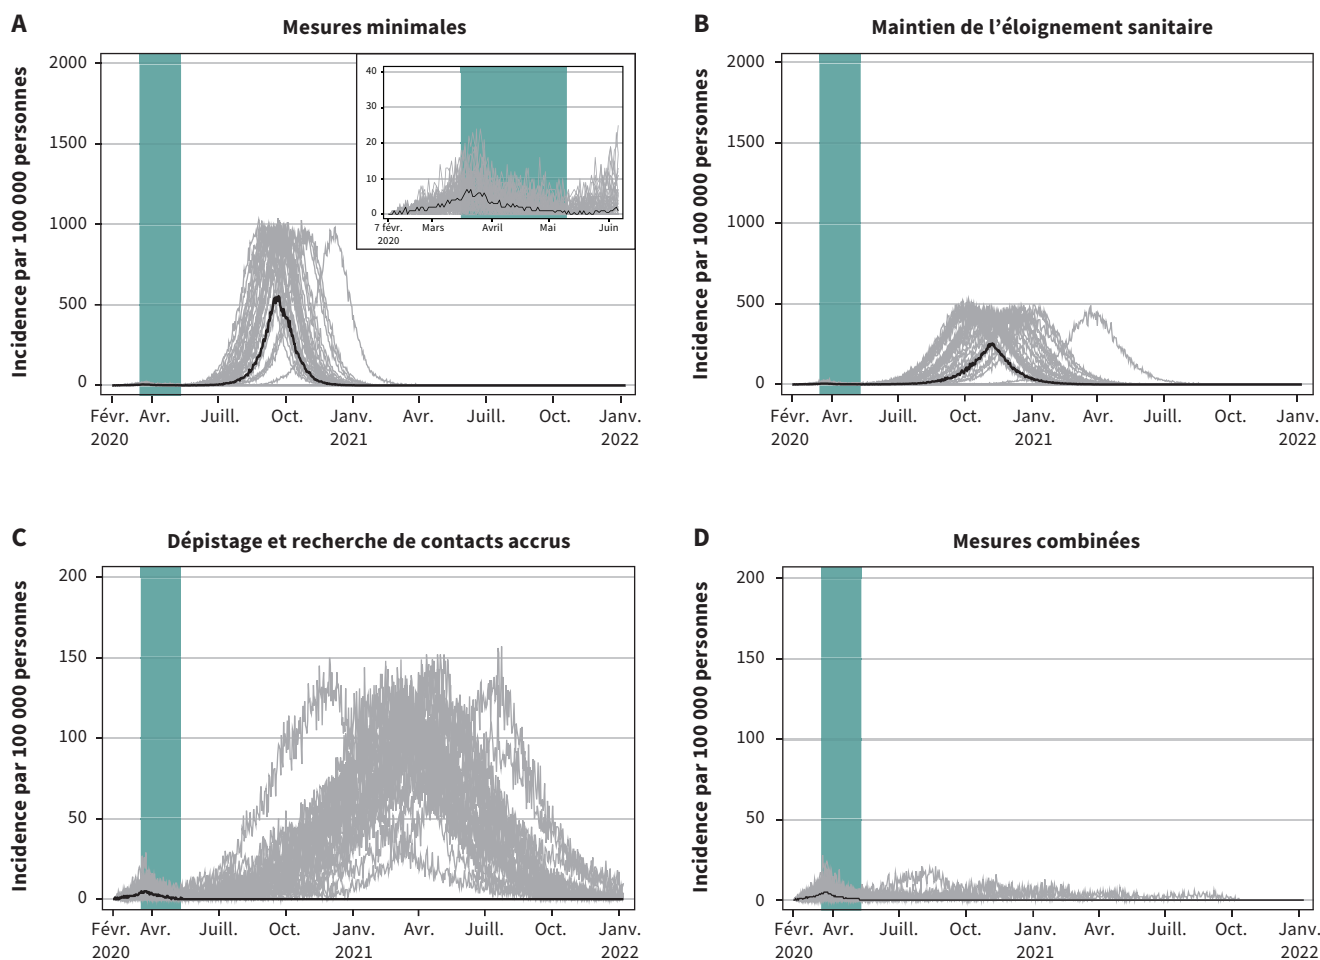 A
Mesures minimales
Incidence par 100 000 personnes
2000
1500
1000
500
0
40
30
20
10
0
7 févr. Mars Avril Mai Juin
2020
Févr. Avr. Juill. Oct. Janv. Avr. Juill. Oct. Janv.
2020 2021 2022
B
Maintien de l’éloignement sanitaire
Incidence par 100 000 personnes
2000
1500
1000
500
0
Févr. Avr. Juill. Oct. Janv. Avr. Juill. Oct. Janv.
2020 2021 2022
C
Dépistage et recherche de contacts accrus
Incidence par 100 000 personnes
200
150
100
50
0
Févr. Avr. Juill. Oct. Janv. Avr. Juill. Oct. Janv.
2020 2021 2022
D
Mesures combinées
Incidence par 100 000 personnes
200
150
100
50
0
Févr. Avr. Juill. Oct. Janv. Avr. Juill. Oct. Janv.
2020 2021 2022